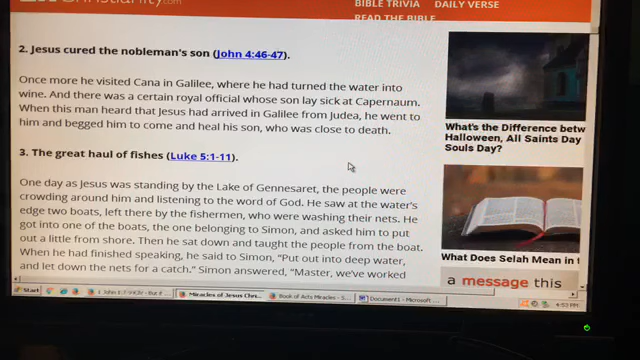 Christianity.com
BIBLE TRIVIA DAILY VERSE
READ THE BIBLE
2. Jesus cured the nobleman's son (John 4:46-47).
Once more he visited Cana in Galilee, where he had turned the water into
wine. And there was a certain royal official whose son lay sick at Capernaum.
When this man heard that Jesus had arrived in Galilee from Judea, he went to
him and begged him to come and heal his son, who was close to death.
3. The great haul of fishes (Luke 5:1-11).
One day as Jesus was standing by the Lake of Gennesaret, the people were
crowding around him and listening to the word of God. He saw at the water's
edge two boats, left there by the fishermen, who were washing their nets. He
got into one of the boats, the one belonging to Simon, and asked him to put
out a little from shore. Then he sat down and taught the people from the boat.
When he had finished speaking, he said to Simon, "Put out into deep water,
and let down the nets for a catch." Simon answered, "Master, we've worked
What's the Difference betw
Halloween, All Saints Day
Souls Day?
What Does Selah Mean in t
a message this
Start
Miracles of Jesus Chri...
Book of Acts Miracles - S...
Document1 - Microsoft ...
4:53 PM